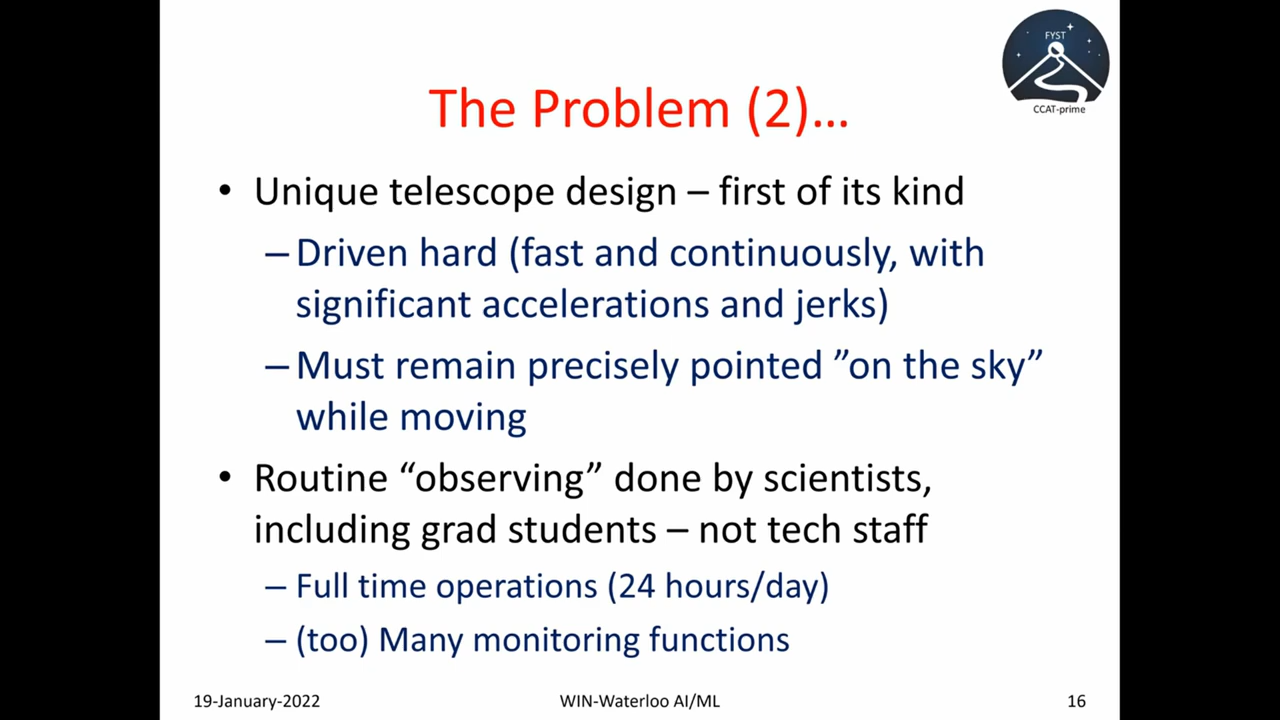 FYST
CCAT-prime
The Problem (2)...
• Unique telescope design – first of its kind
– Driven hard (fast and continuously, with
significant accelerations and jerks)
– Must remain precisely pointed ”on the sky”
while moving
• Routine “observing” done by scientists,
including grad students – not tech staff
– Full time operations (24 hours/day)
– (too) Many monitoring functions
19-January-2022
WIN-Waterloo AI/ML
16